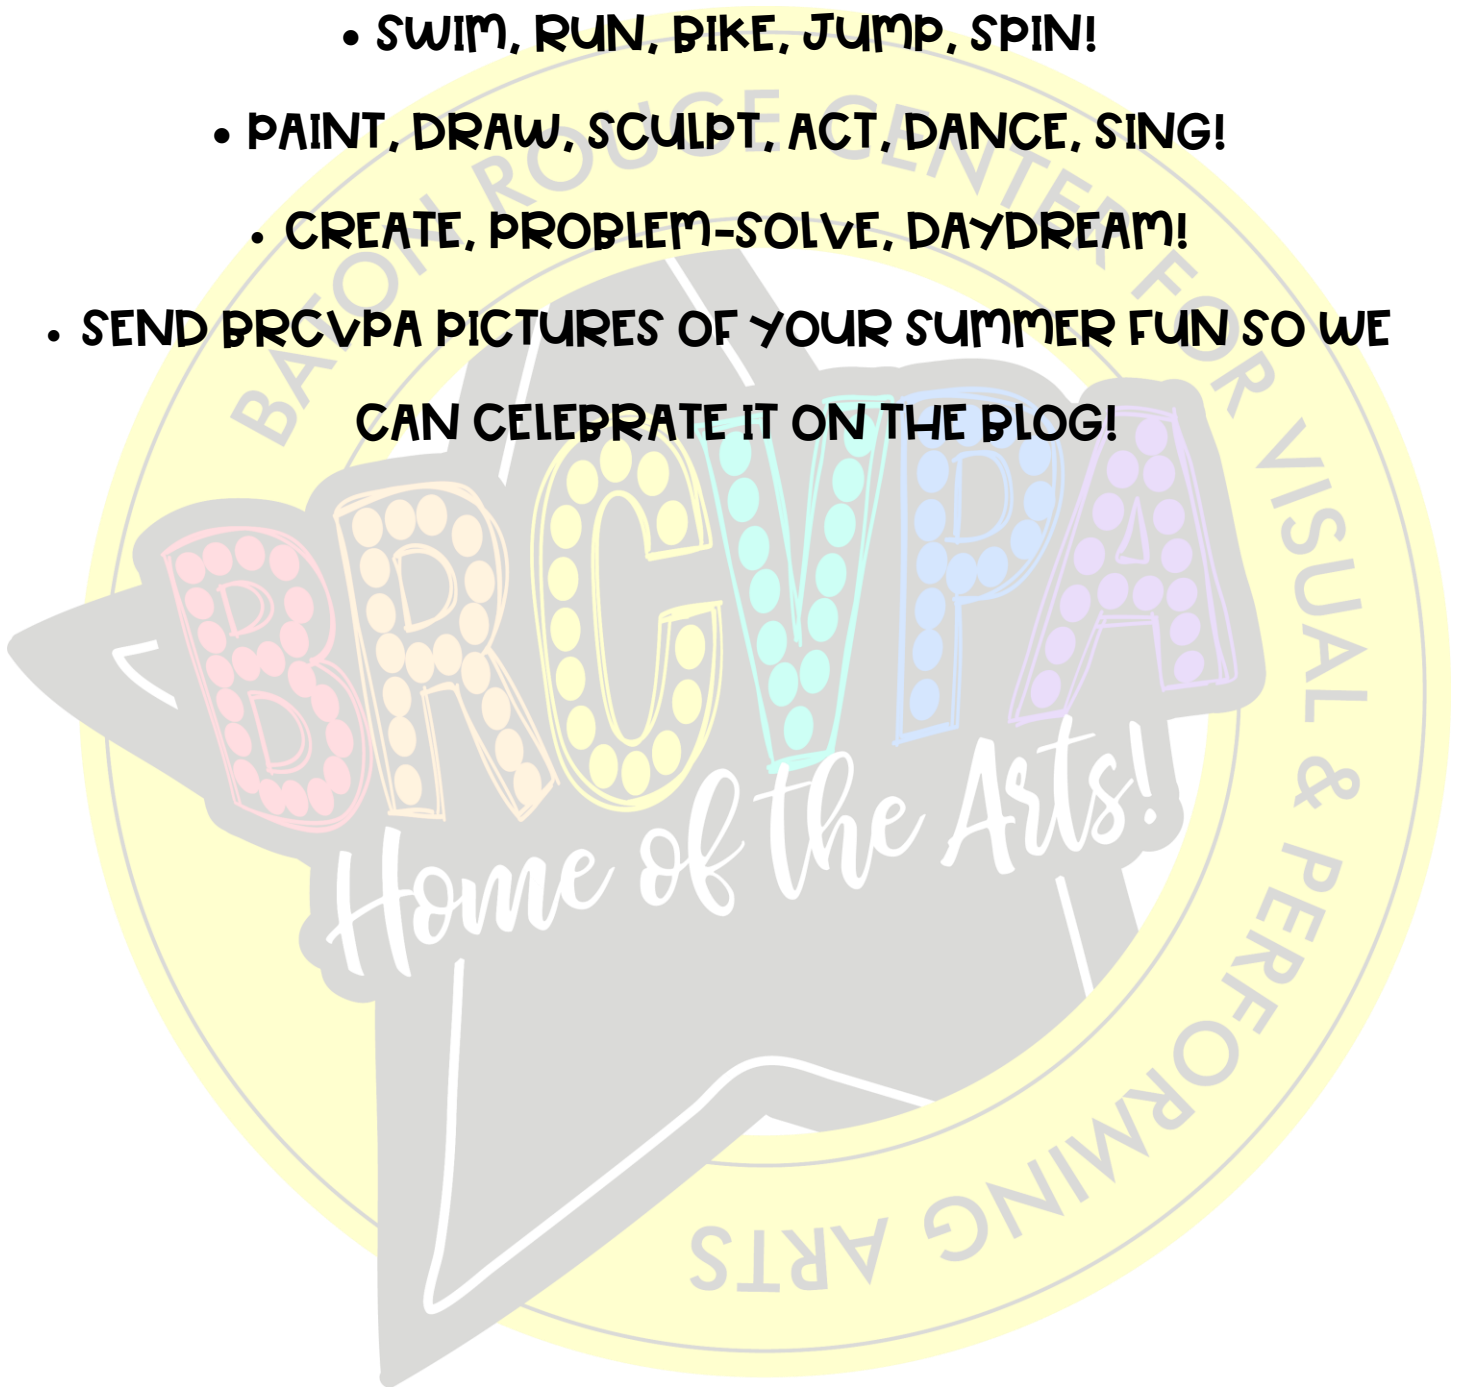 • SWIM, RUN, BIKE, JUMP, SPIN!
• PAINT, DRAW, SCULPT, ACT, DANCE, SING!
• CREATE, PROBLEM-SOLVE, DAYDREAM!
• SEND BRCVPA PICTURES OF YOUR SUMMER FUN SO WE
CAN CELEBRATE IT ON THE BLOG!
BATON ROUGE CENTER FOR VISUAL & PERFORMING ARTS
BRCVPA
Home of the Arts!